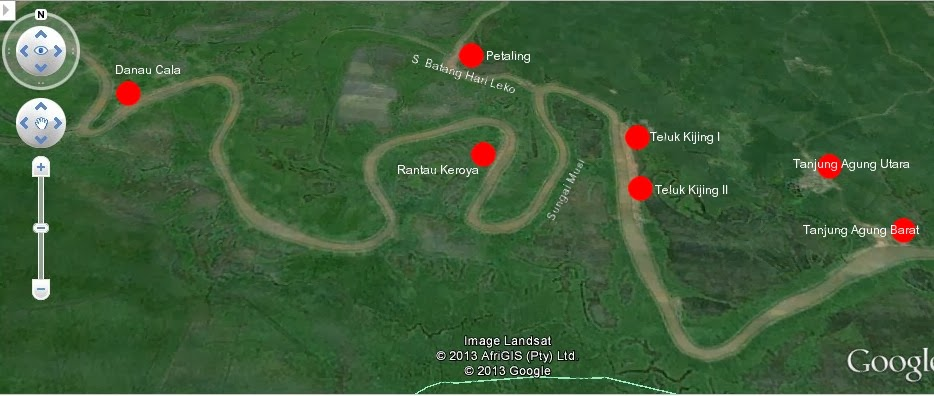 N
Petaling
S Batang Hari Leko
Danau Cala
Teluk Kijing I
Tanjung Agung Utara
Rantau Keroya
Sungai Musi
Teluk Kijing II
Tanjung Agung Barat
Image Landsat
© 2013 AfriGIS (Pty) Ltd.
© 2013 Google
Google